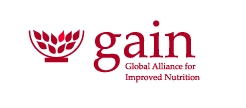 gain
Global Alliance for
Improved Nutrition